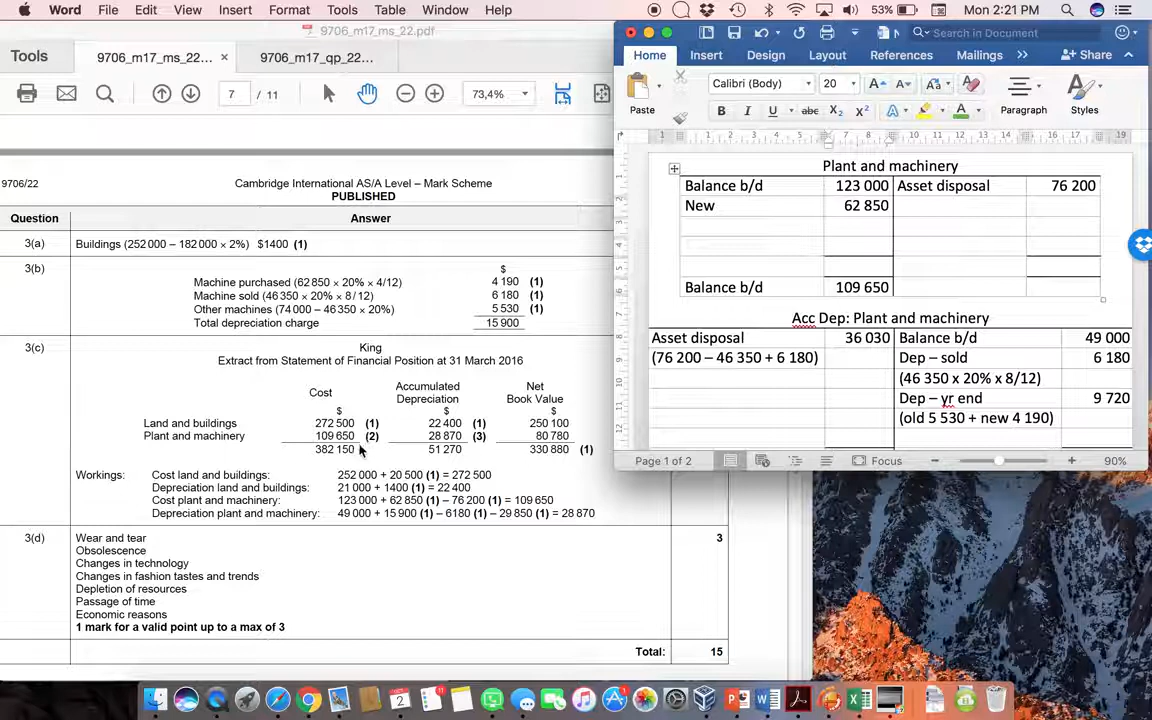 Word File Edit View Insert Format Tools Table Window Help 53% Mon 2:21 PM
9706_m17_ms_22.pdf
Tools 9706_m17_ms_22... × 9706_m17_qp_22...
7 / 11 73,4%
9706/22 Cambridge International AS/A Level – Mark Scheme
PUBLISHED
Question Answer
3(a) Buildings (252 000 – 182 000 × 2%) $1400 (1)
3(b) $
Machine purchased (62 850 × 20% × 4/12) 4 190 (1)
Machine sold (46 350 × 20% × 8/12) 6 180 (1)
Other machines (74 000 – 46 350 × 20%) 5 530 (1)
Total depreciation charge 15 900
3(c) King
Extract from Statement of Financial Position at 31 March 2016
Cost Accumulated Depreciation Net Book Value
$ $ $
Land and buildings 272 500 (1) 22 400 (1) 250 100
Plant and machinery 109 650 (2) 28 870 (3) 80 780
382 150 51 270 330 880 (1)
Workings: Cost land and buildings: 252 000 + 20 500 (1) = 272 500
Depreciation land and buildings: 21 000 + 1400 (1) = 22 400
Cost plant and machinery: 123 000 + 62 850 (1) – 76 200 (1) = 109 650
Depreciation plant and machinery: 49 000 + 15 900 (1) – 6180 (1) – 29 850 (1) = 28 870
3(d) Wear and tear 3
Obsolescence
Changes in technology
Changes in fashion tastes and trends
Depletion of resources
Passage of time
Economic reasons
1 mark for a valid point up to a max of 3
Total: 15
Search in Document
Home Insert Design Layout References Mailings Share
Paste Calibri (Body) 20 Paragraph Styles
B I U abc X₂ X²
Plant and machinery
Balance b/d 123 000 Asset disposal 76 200
New 62 850
Balance b/d 109 650
Acc Dep: Plant and machinery
Asset disposal 36 030 Balance b/d 49 000
(76 200 – 46 350 + 6 180) Dep – sold 6 180
(46 350 x 20% x 8/12)
Dep – yr end 9 720
(old 5 530 + new 4 190)
Page 1 of 2 Focus 90%